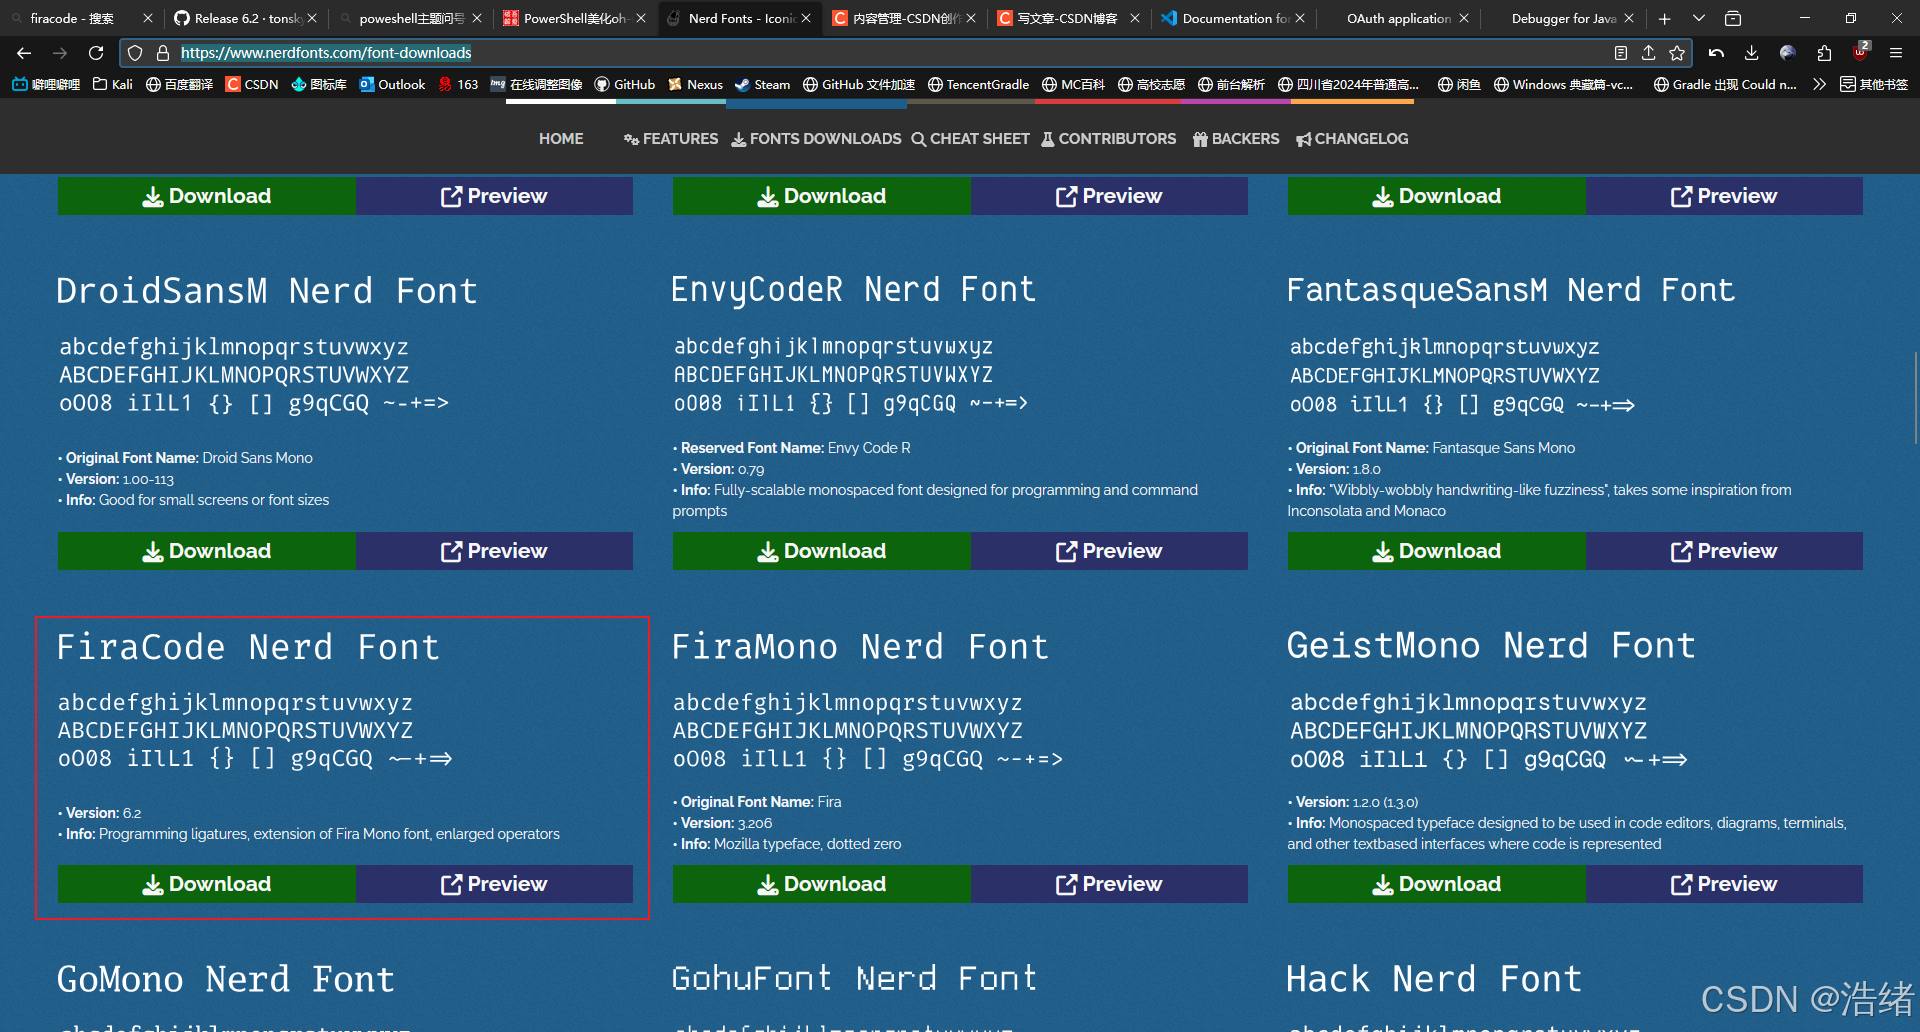 firacode - 搜索
Release 6.2 · tonsky
poweshell主题问号
PowerShell美化oh-
Nerd Fonts - Iconic
内容管理-CSDN创作
写文章-CSDN博客
Documentation for
OAuth application
Debugger for Java
https://www.nerdfonts.com/font-downloads
2
噼哩噼哩 Kali 百度翻译 CSDN 图标库 Outlook 163 在线调整图像 GitHub Nexus Steam GitHub 文件加速 TencentGradle MC百科 高校志愿 前台解析 四川省2024年普通高... 闲鱼 Windows 典藏篇-vc... Gradle 出现 Could n... 其他书签
HOME FEATURES FONTS DOWNLOADS CHEAT SHEET CONTRIBUTORS BACKERS CHANGELOG
Download Preview Download Preview Download Preview
DroidSansM Nerd Font
abcdefghijklmnopqrstuvwxyz
ABCDEFGHIJKLMNOPQRSTUVWXYZ
oO08 iIlL1 {} [] g9qCGQ ~-+=>
• Original Font Name: Droid Sans Mono
• Version: 1.00-113
• Info: Good for small screens or font sizes
Download Preview
EnvyCodeR Nerd Font
abcdefghijklmnopqrstuvwxyz
ABCDEFGHIJKLMNOPQRSTUVWXYZ
oO08 iIlL1 {} [] g9qCGQ ~-+=>
• Reserved Font Name: Envy Code R
• Version: 0.79
• Info: Fully-scalable monospaced font designed for programming and command
prompts
Download Preview
FantasqueSansM Nerd Font
abcdefghijklmnopqrstuvwxyz
ABCDEFGHIJKLMNOPQRSTUVWXYZ
oO08 iIlL1 {} [] g9qCGQ ~-+=>
• Original Font Name: Fantasque Sans Mono
• Version: 1.8.0
• Info: "Wibbly-wobbly handwriting-like fuzziness", takes some inspiration from
Inconsolata and Monaco
Download Preview
FiraCode Nerd Font
abcdefghijklmnopqrstuvwxyz
ABCDEFGHIJKLMNOPQRSTUVWXYZ
oO08 iIlL1 {} [] g9qCGQ ~-+=>
• Version: 6.2
• Info: Programming ligatures, extension of Fira Mono font, enlarged operators
Download Preview
FiraMono Nerd Font
abcdefghijklmnopqrstuvwxyz
ABCDEFGHIJKLMNOPQRSTUVWXYZ
oO08 iIlL1 {} [] g9qCGQ ~-+=>
• Original Font Name: Fira
• Version: 3.206
• Info: Mozilla typeface, dotted zero
Download Preview
GeistMono Nerd Font
abcdefghijklmnopqrstuvwxyz
ABCDEFGHIJKLMNOPQRSTUVWXYZ
oO08 iIlL1 {} [] g9qCGQ ~-+=>
• Version: 1.2.0 (1.3.0)
• Info: Monospaced typeface designed to be used in code editors, diagrams, terminals,
and other textbased interfaces where code is represented
Download Preview
GoMono Nerd Font
GohuFont Nerd Font
Hack Nerd Font
CSDN @浩绪